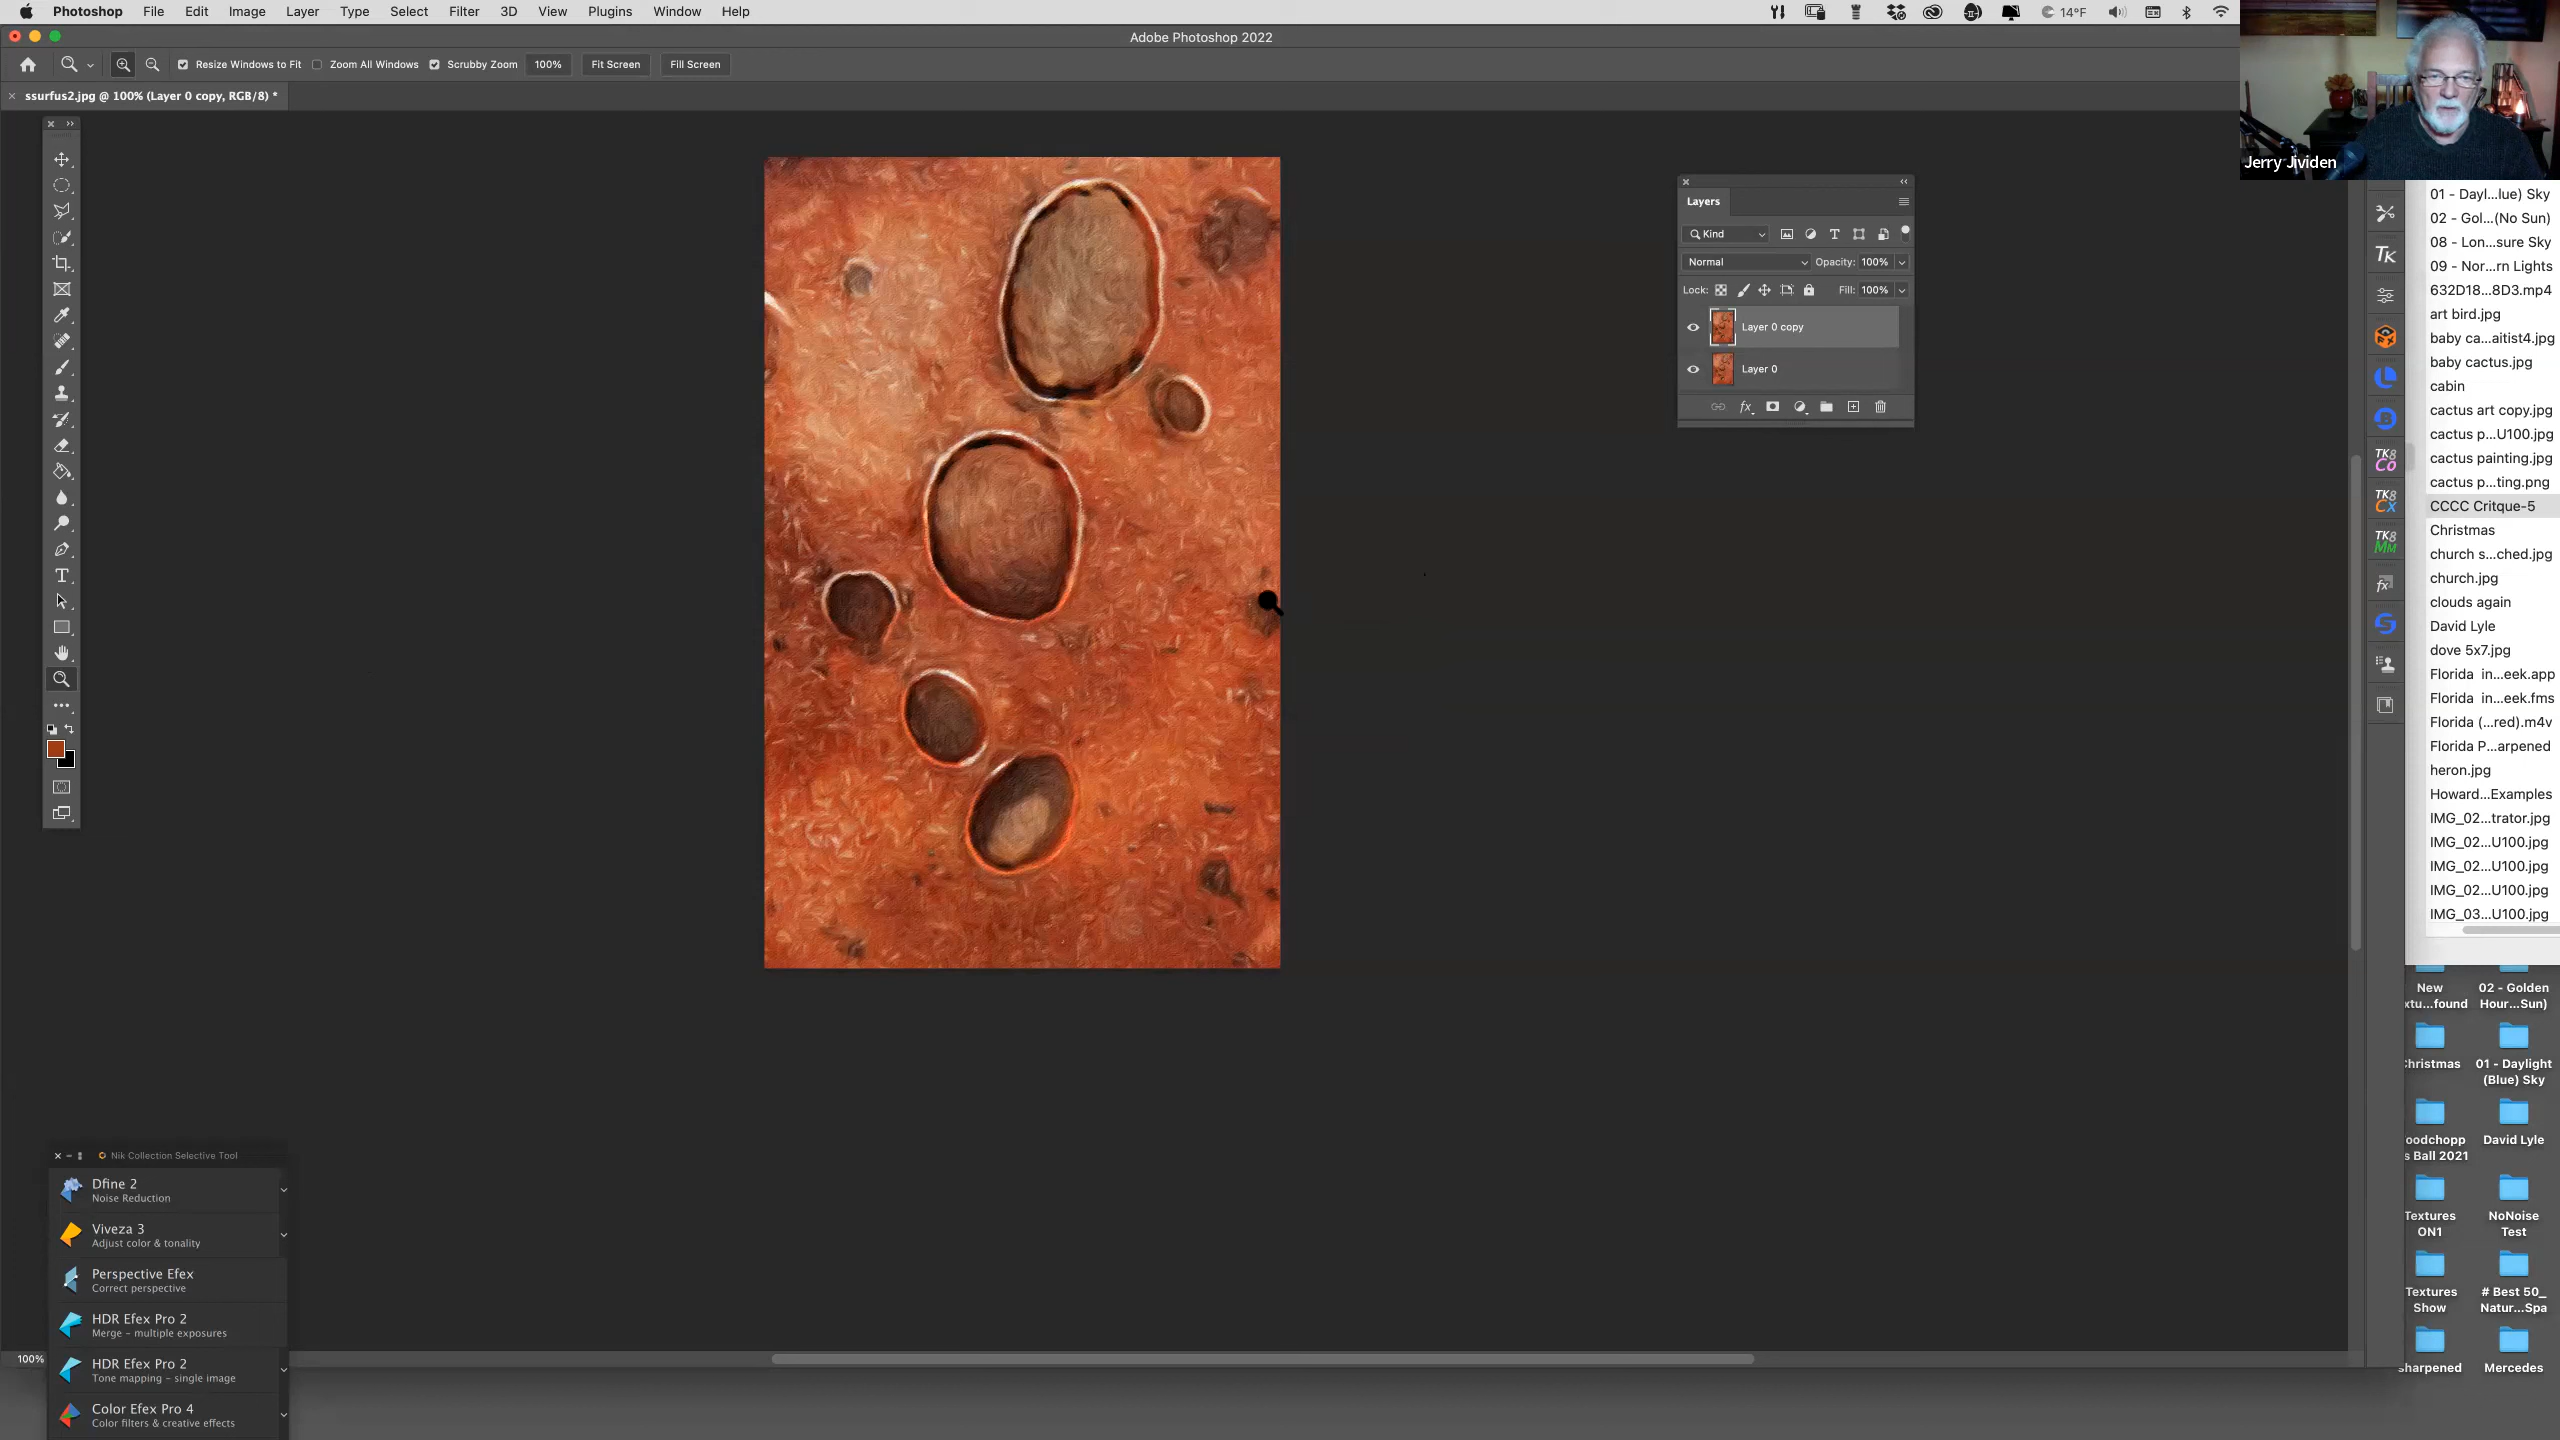 Photoshop File Edit Image Layer Type Select Filter 3D View Plugins Window Help
14°F
Adobe Photoshop 2022
Resize Windows to Fit Zoom All Windows Scrubby Zoom 100% Fit Screen Fill Screen
ssurfus2.jpg @ 100% (Layer 0 copy, RGB/8) *
Jerry Jividen
Layers
Kind
Normal Opacity: 100%
Lock: Fill: 100%
Layer 0 copy
Layer 0
TK
TK8
Co
TK8
Cx
TK8
MM
fx
01 - Dayl...lue) Sky
02 - Gol...(No Sun)
08 - Lon...sure Sky
09 - Nor...rn Lights
632D18...8D3.mp4
art bird.jpg
baby ca...aitist4.jpg
baby cactus.jpg
cabin
cactus art copy.jpg
cactus p...U100.jpg
cactus painting.jpg
cactus p...ting.png
CCCC Critque-5
Christmas
church s...ched.jpg
church.jpg
clouds again
David Lyle
dove 5x7.jpg
Florida in...eek.app
Florida in...eek.fms
Florida (...red).m4v
Florida P...arpened
heron.jpg
Howard...Examples
IMG_02...trator.jpg
IMG_02...U100.jpg
IMG_02...U100.jpg
IMG_02...U100.jpg
IMG_03...U100.jpg
New 02 - Golden
xtu...found Hour...Sun)
Christmas 01 - Daylight
(Blue) Sky
oodchopp David Lyle
s Ball 2021
Textures NoNoise
ON1 Test
Textures # Best 50_
Show Natur...Spa
sharpened Mercedes
Nik Collection Selective Tool
Dfine 2
Noise Reduction
Viveza 3
Adjust color & tonality
Perspective Efex
Correct perspective
HDR Efex Pro 2
Merge - multiple exposures
100%
HDR Efex Pro 2
Tone mapping - single image
Color Efex Pro 4
Color filters & creative effects